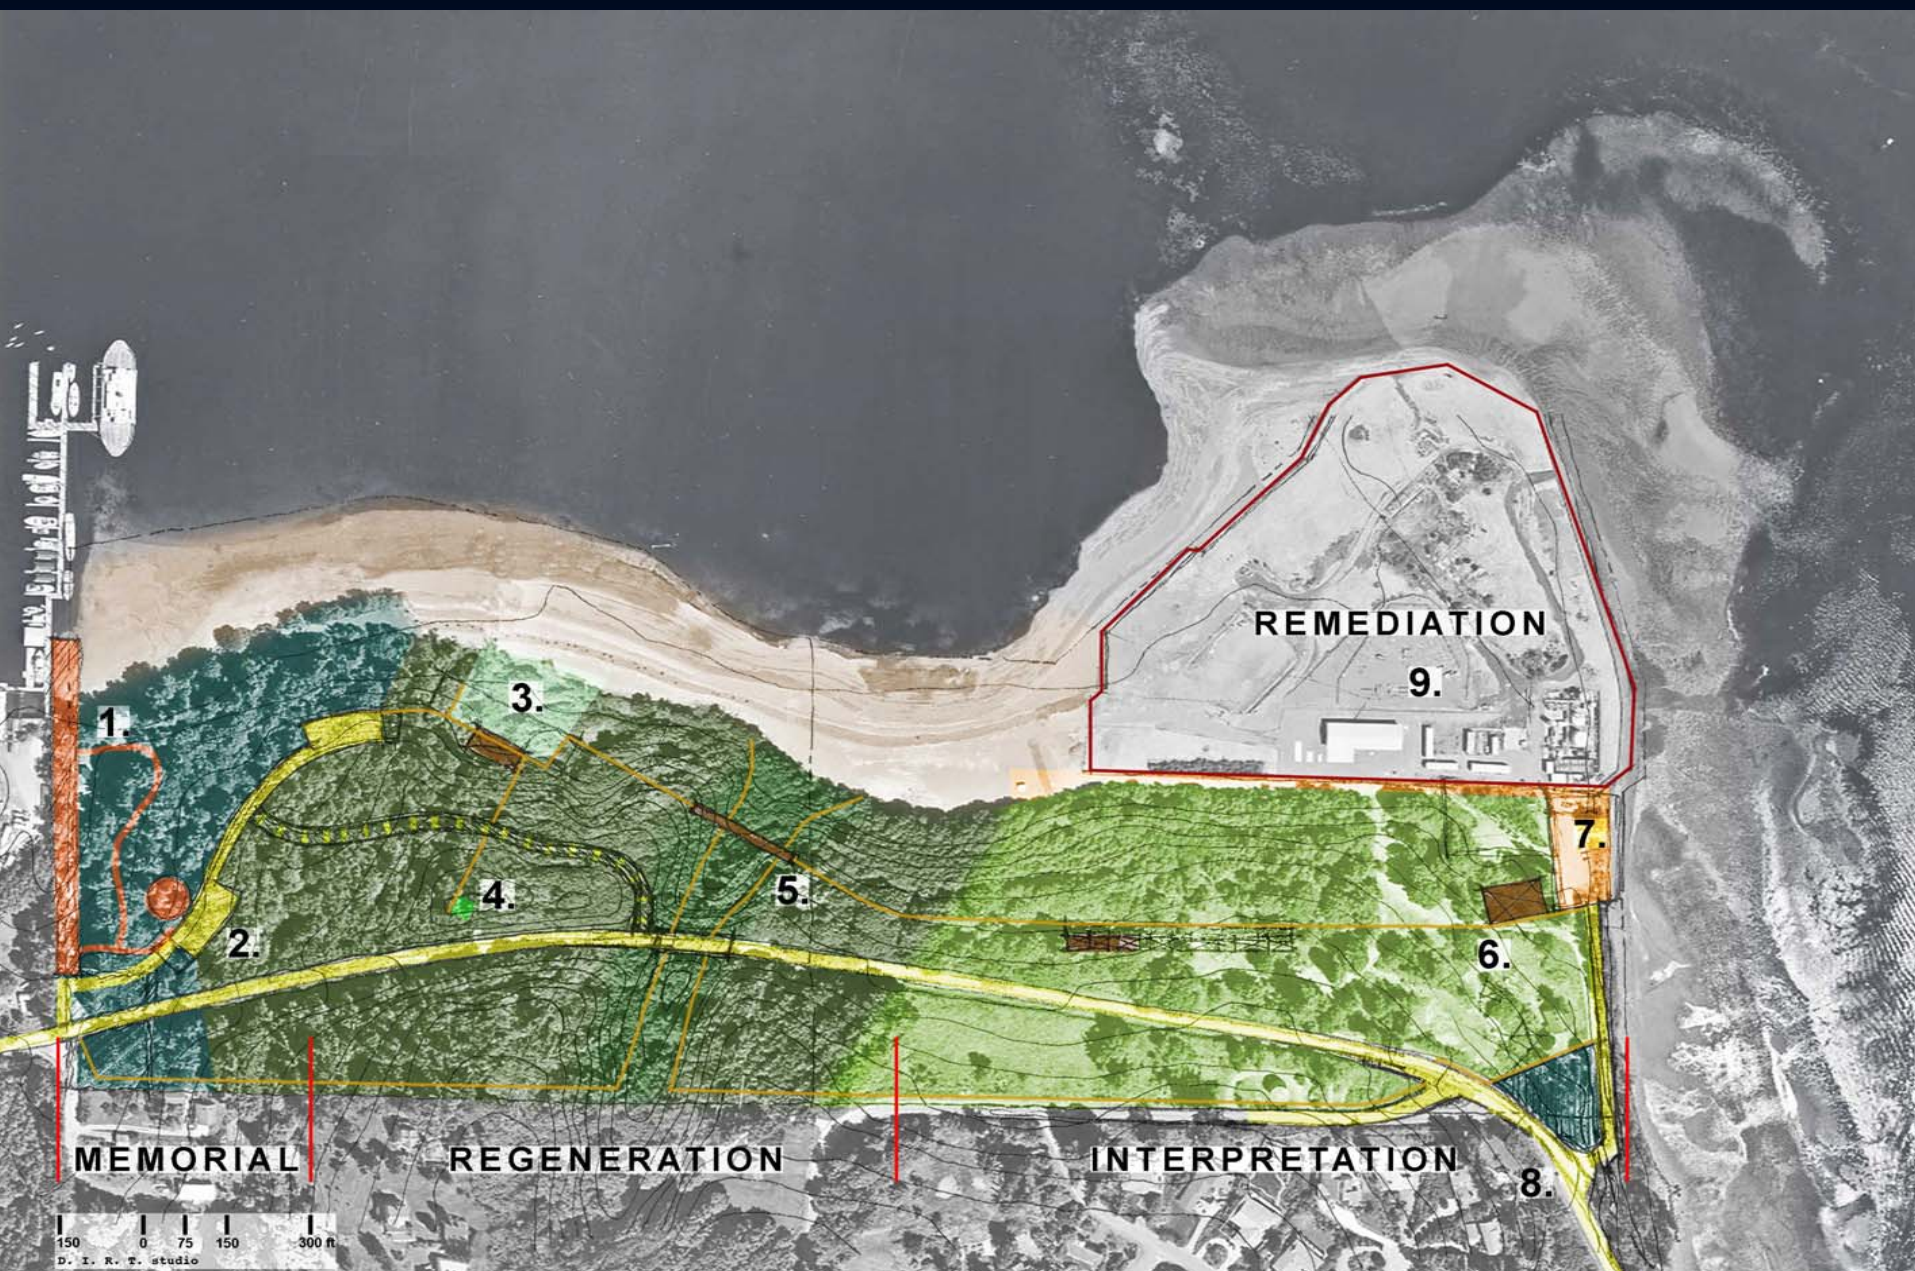 REMEDIATION
9.
3.
1.
7.
4.
5.
2.
6.
MEMORIAL
REGENERATION
INTERPRETATION
8.
150 0 75 150 300 ft
D. I. R. T. studio